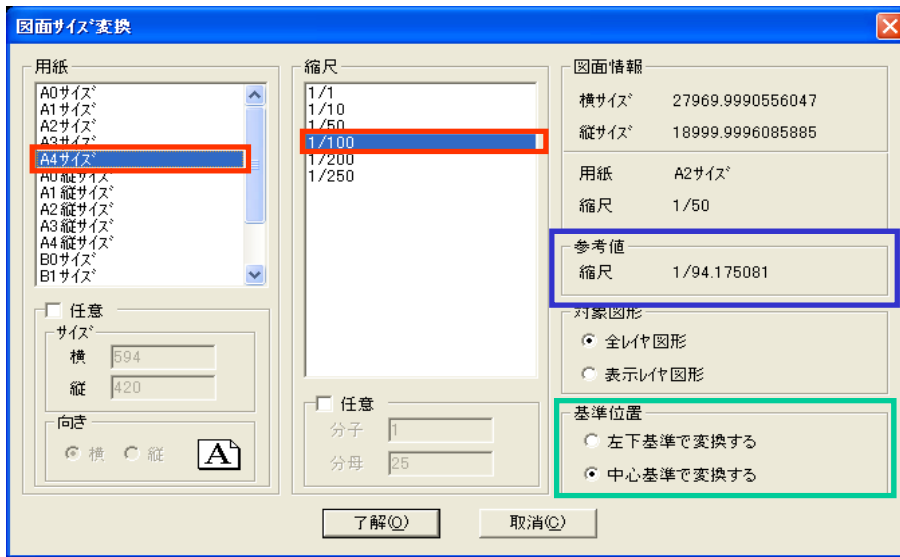 図面サイズ変換
用紙
A0サイズ
A1サイズ
A2サイズ
A3サイズ
A4サイズ
A0縦サイズ
A1縦サイズ
A2縦サイズ
A3縦サイズ
A4縦サイズ
B0サイズ
B1サイズ
任意
サイズ
横 594
縦 420
向き
横 縦 A
縮尺
1/1
1/10
1/50
1/100
1/200
1/250
任意
分子 1
分母 25
図面情報
横サイズ 27969.9990556047
縦サイズ 18999.9996085885
用紙 A2サイズ
縮尺 1/50
参考値
縮尺 1/94.175081
対象図形
全レイヤ図形
表示レイヤ図形
基準位置
左下基準で変換する
中心基準で変換する
了解(O) 取消(C)